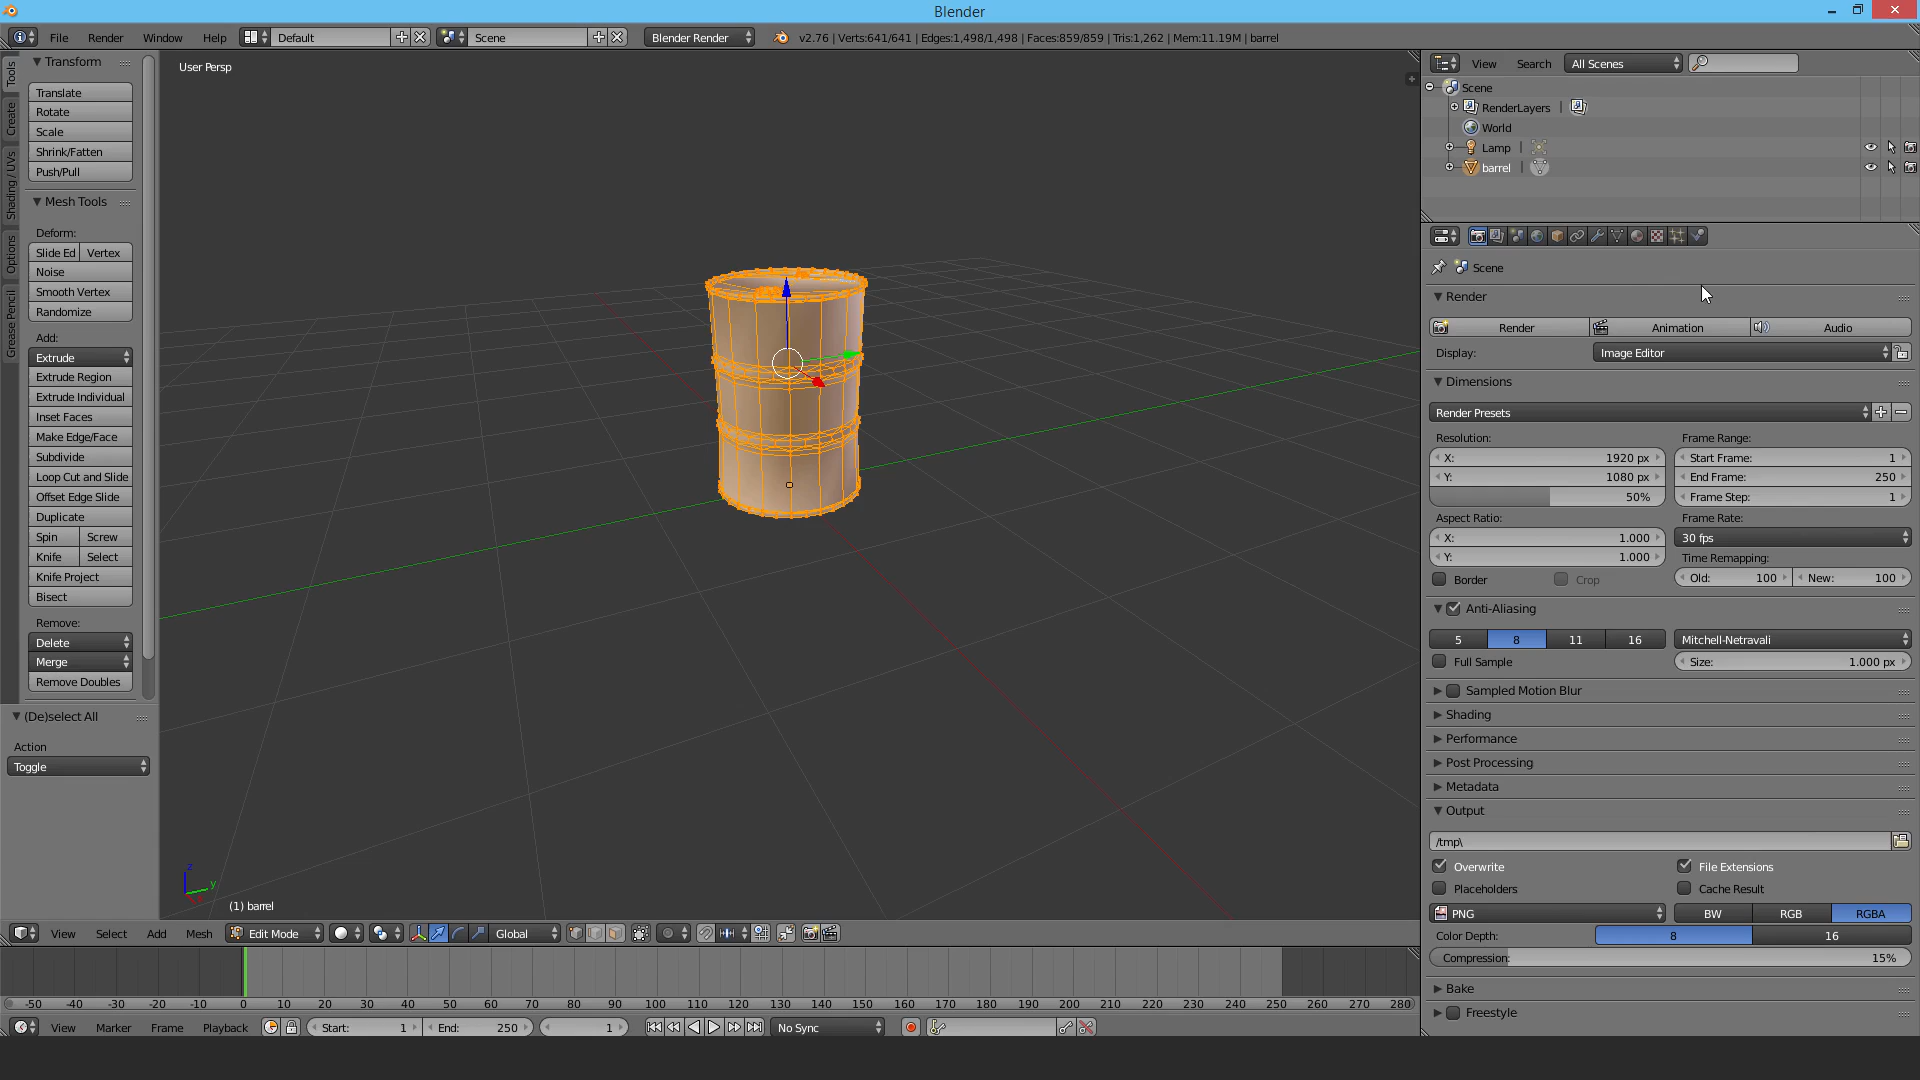 Blender
File Render Window Help Default Scene Blender Render v2.76 | Verts:641/641 | Edges:1,498/1,498 | Faces:859/859 | Tris:1,262 | Mem:11.19M | barrel
Tools
Create
Shading / UVs
Options
Grease Pencil
Transform
Translate
Rotate
Scale
Shrink/Fatten
Push/Pull
Mesh Tools
Deform:
Slide Ed Vertex
Noise
Smooth Vertex
Randomize
Add:
Extrude
Extrude Region
Extrude Individual
Inset Faces
Make Edge/Face
Subdivide
Loop Cut and Slide
Offset Edge Slide
Duplicate
Spin Screw
Knife Select
Knife Project
Bisect
Remove:
Delete
Merge
Remove Doubles
(De)select All
Action
Toggle
User Persp
z
y
(1) barrel
View Select Add Mesh Edit Mode Global
-50 -40 -30 -20 -10 0 10 20 30 40 50 60 70 80 90 100 110 120 130 140 150 160 170 180 190 200 210 220 230 240 250 260 270 280
View Marker Frame Playback Start: 1 End: 250 1 No Sync
View Search All Scenes
Scene
RenderLayers |
World
Lamp |
barrel |
Scene
Render
Render Animation Audio
Display: Image Editor
Dimensions
Render Presets
Resolution: Frame Range:
X: 1920 px Start Frame: 1
Y: 1080 px End Frame: 250
50% Frame Step: 1
Aspect Ratio: Frame Rate:
X: 1.000 30 fps
Y: 1.000 Time Remapping:
Border Crop Old: 100 New: 100
Anti-Aliasing
5 8 11 16 Mitchell-Netravali
Full Sample Size: 1.000 px
Sampled Motion Blur
Shading
Performance
Post Processing
Metadata
Output
/tmp\
Overwrite File Extensions
Placeholders Cache Result
PNG BW RGB RGBA
Color Depth: 8 16
Compression: 15%
Bake
Freestyle